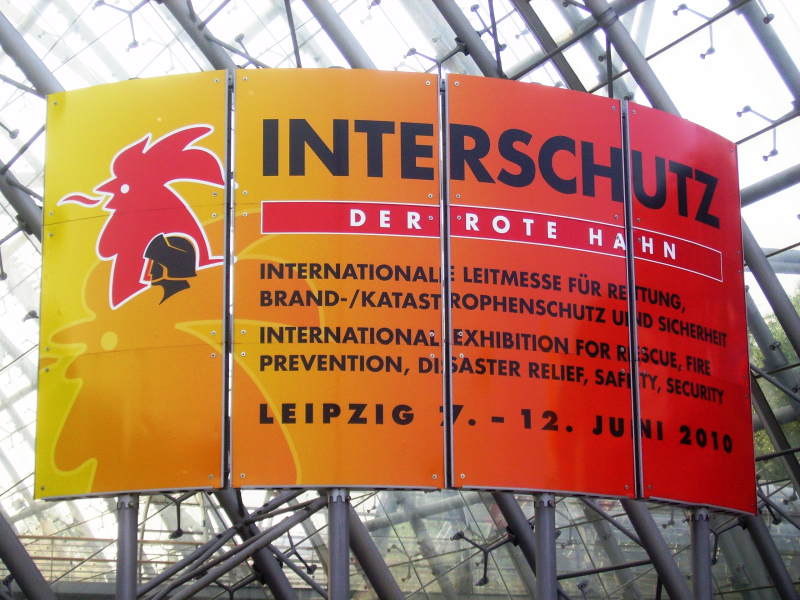 INTERSCHUTZ
DER ROTE HAHN
INTERNATIONALE LEITMESSE FÜR RETTUNG,
BRAND-/KATASTROPHENSCHUTZ UND SICHERHEIT
INTERNATIONAL EXHIBITION FOR RESCUE, FIRE
PREVENTION, DISASTER RELIEF, SAFETY, SECURITY
LEIPZIG 7. – 12. JUNI 2010